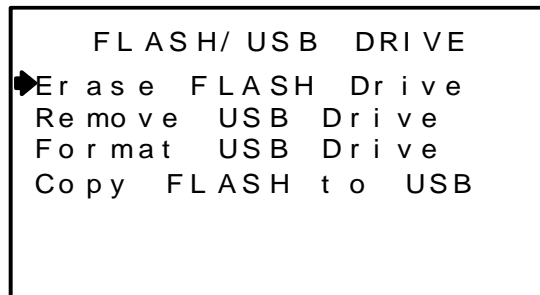 FLASH/USB DRIVE
Erase FLASH Drive
Remove USB Drive
Format USB Drive
Copy FLASH to USB